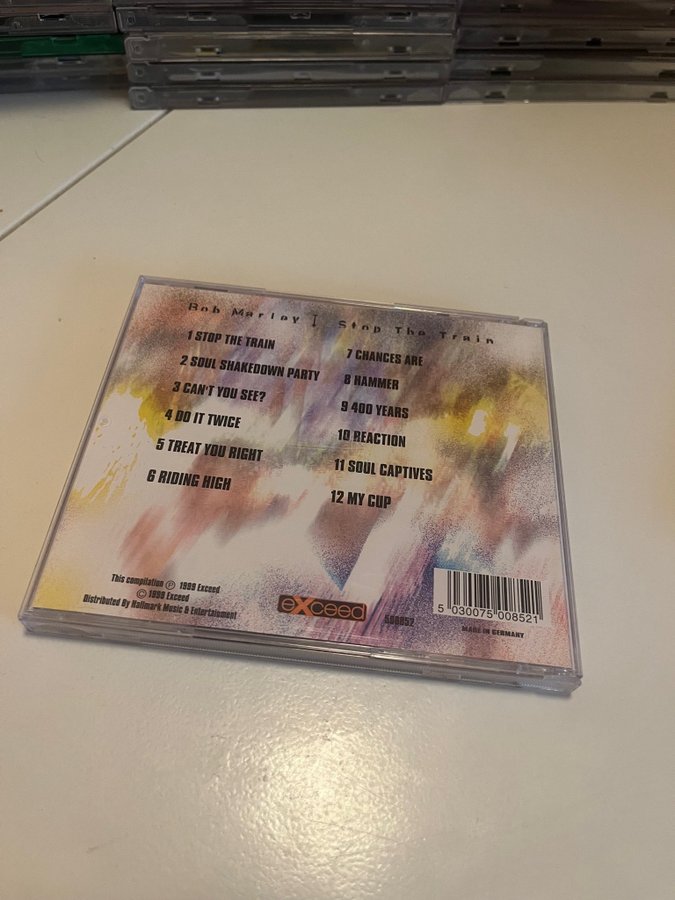 Bob Marley I Stop The Train
1 STOP THE TRAIN
2 SOUL SHAKEDOWN PARTY
3 CAN'T YOU SEE?
4 DO IT TWICE
5 TREAT YOU RIGHT
6 RIDING HIGH
7 CHANCES ARE
8 HAMMER
9 400 YEARS
10 REACTION
11 SOUL CAPTIVES
12 MY CUP
This compilation Ⓟ 1999 Exceed
© 1999 Exceed
Distributed By Hallmark Music & Entertainment
eXceed
508852
5 030075 008521
MADE IN GERMANY